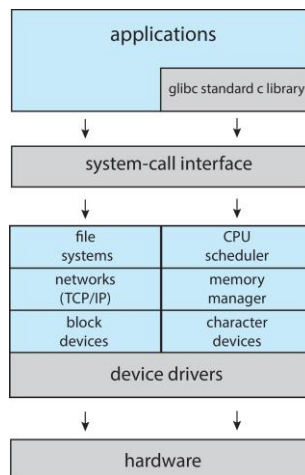 applications
glibc standard c library
system-call interface
file
systems
CPU
scheduler
networks
(TCP/IP)
memory
manager
block
devices
character
devices
device drivers
hardware